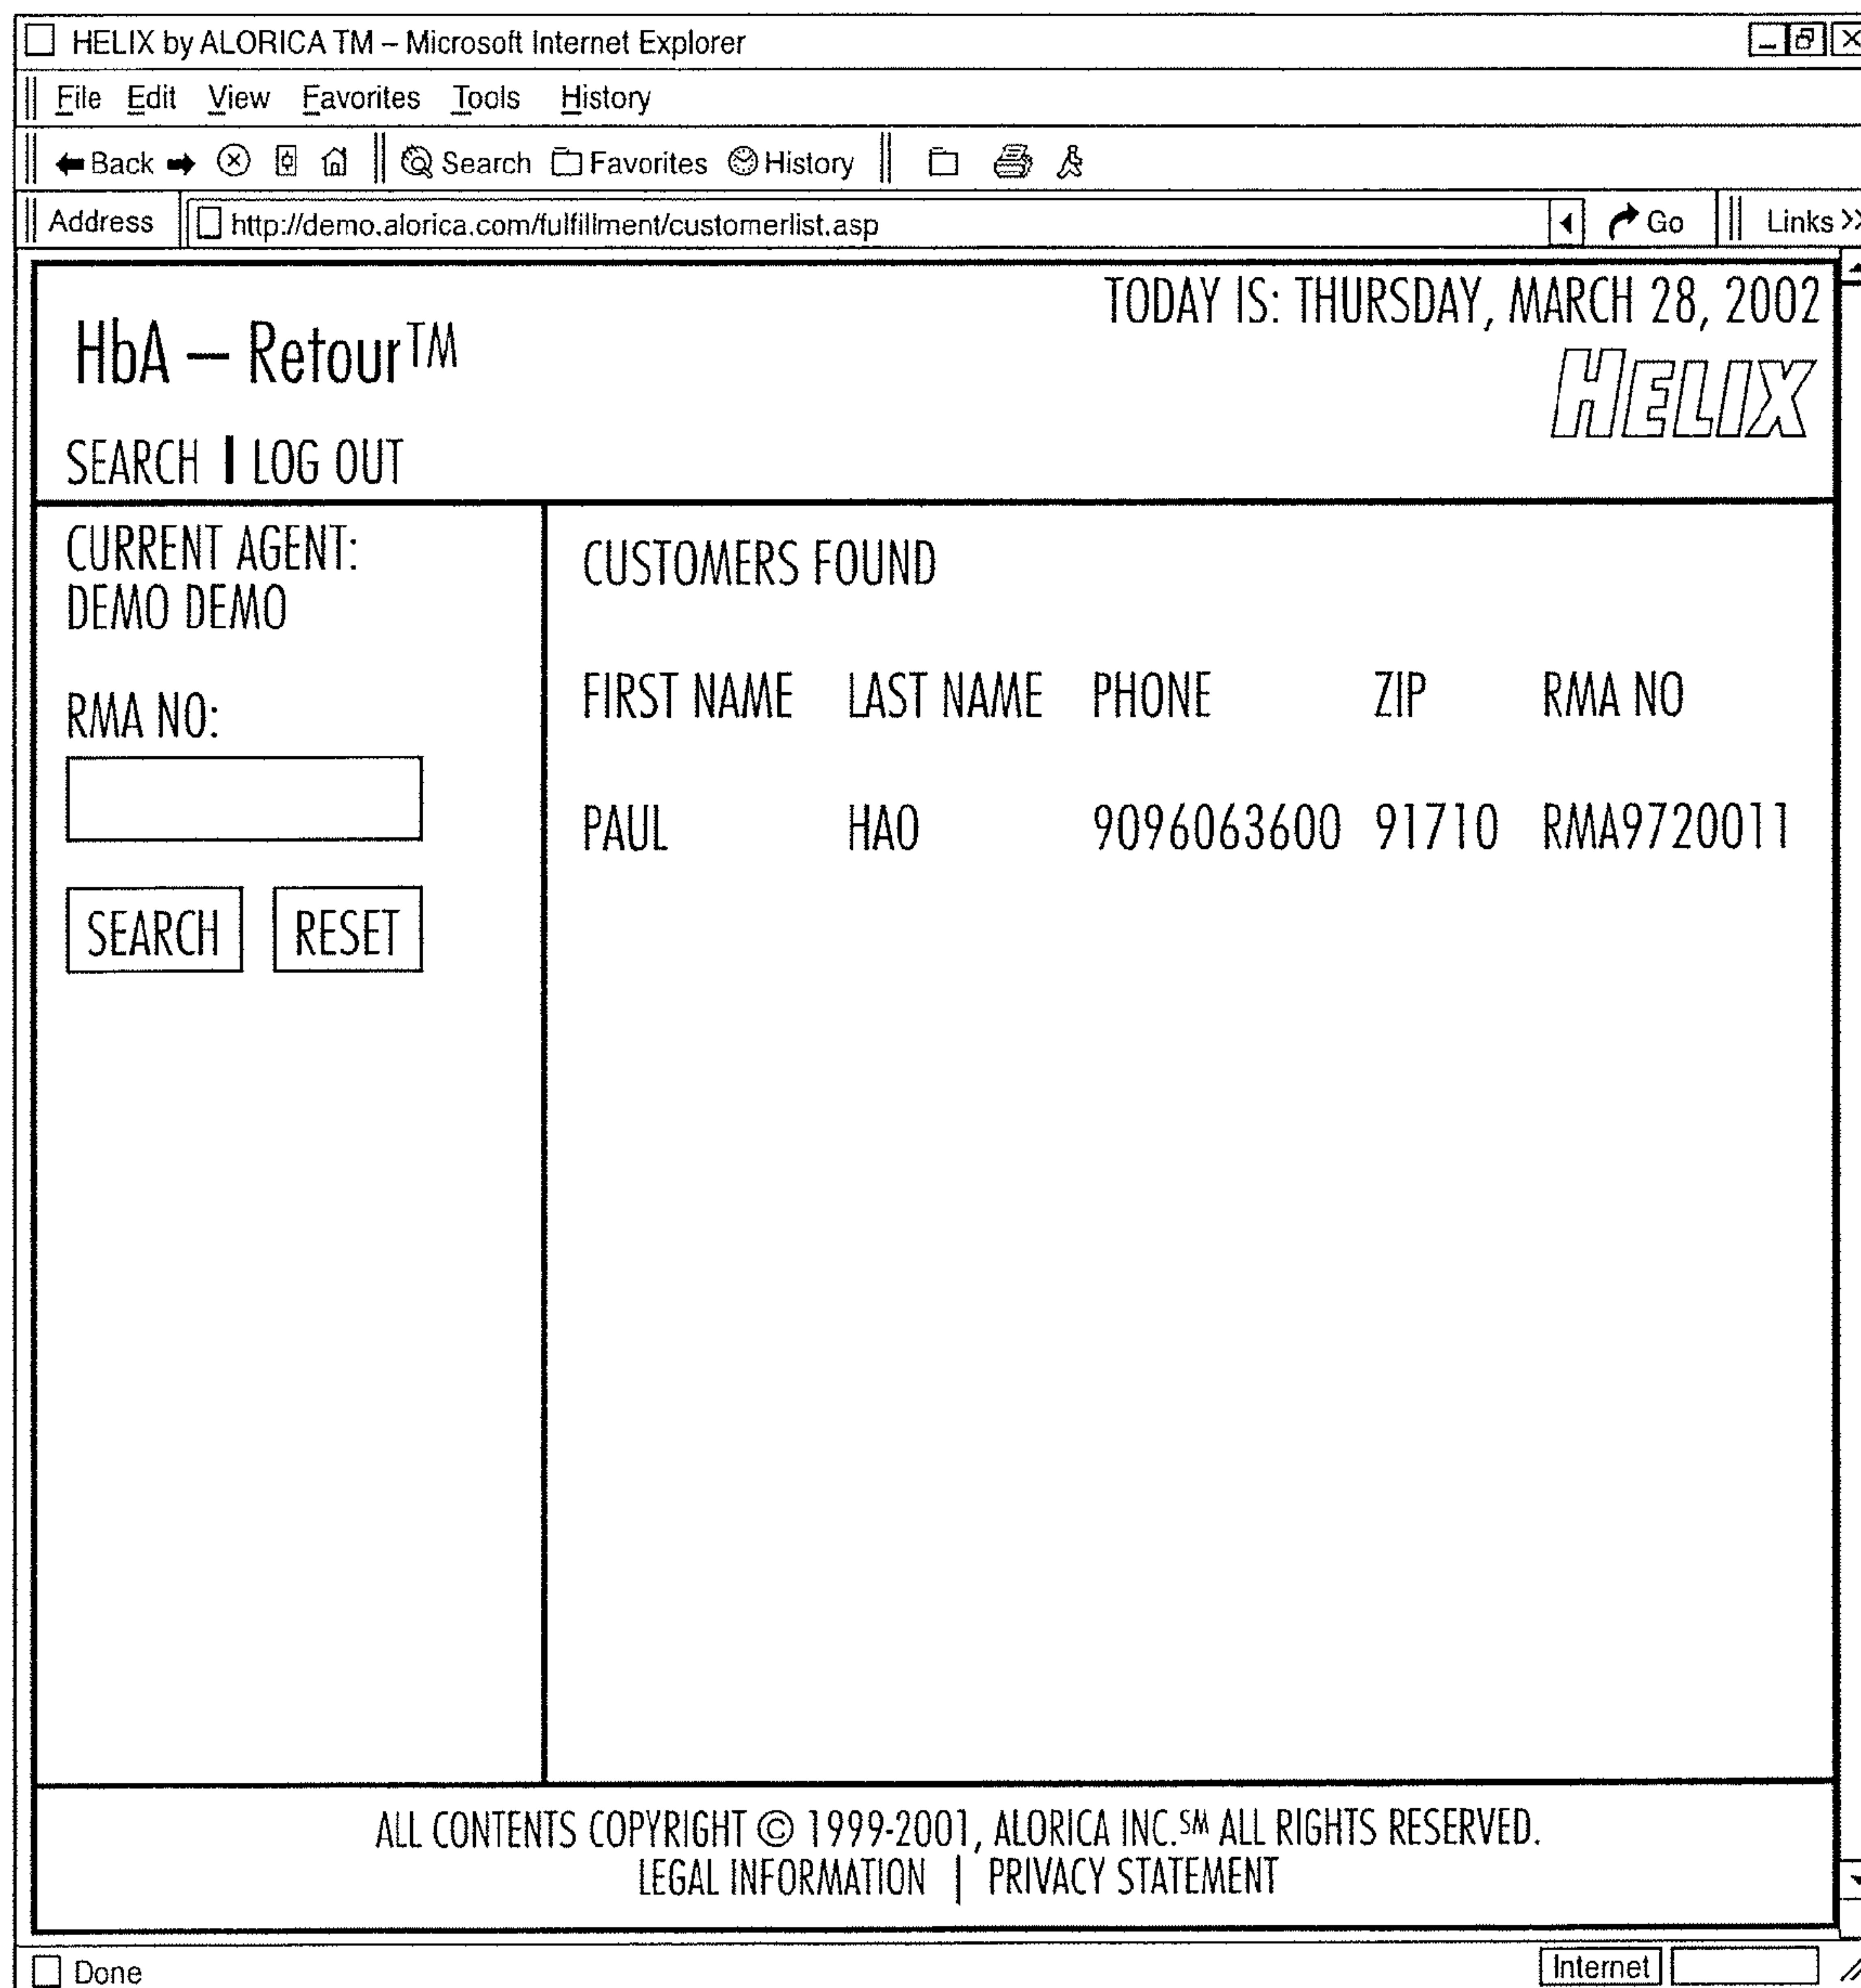 HELIX by ALORICA TM – Microsoft Internet Explorer
File Edit View Favorites Tools History
Back Search Favorites History
Address http://demo.alorica.com/fulfillment/customerlist.asp Go Links >>
TODAY IS: THURSDAY, MARCH 28, 2002
HbA – Retour™
HELIX
SEARCH | LOG OUT
CURRENT AGENT:
DEMO DEMO
RMA NO:
SEARCH RESET
CUSTOMERS FOUND
FIRST NAME LAST NAME PHONE ZIP RMA NO
PAUL HAO 9096063600 91710 RMA9720011
ALL CONTENTS COPYRIGHT © 1999-2001, ALORICA INC.℠ ALL RIGHTS RESERVED.
LEGAL INFORMATION | PRIVACY STATEMENT
Done Internet